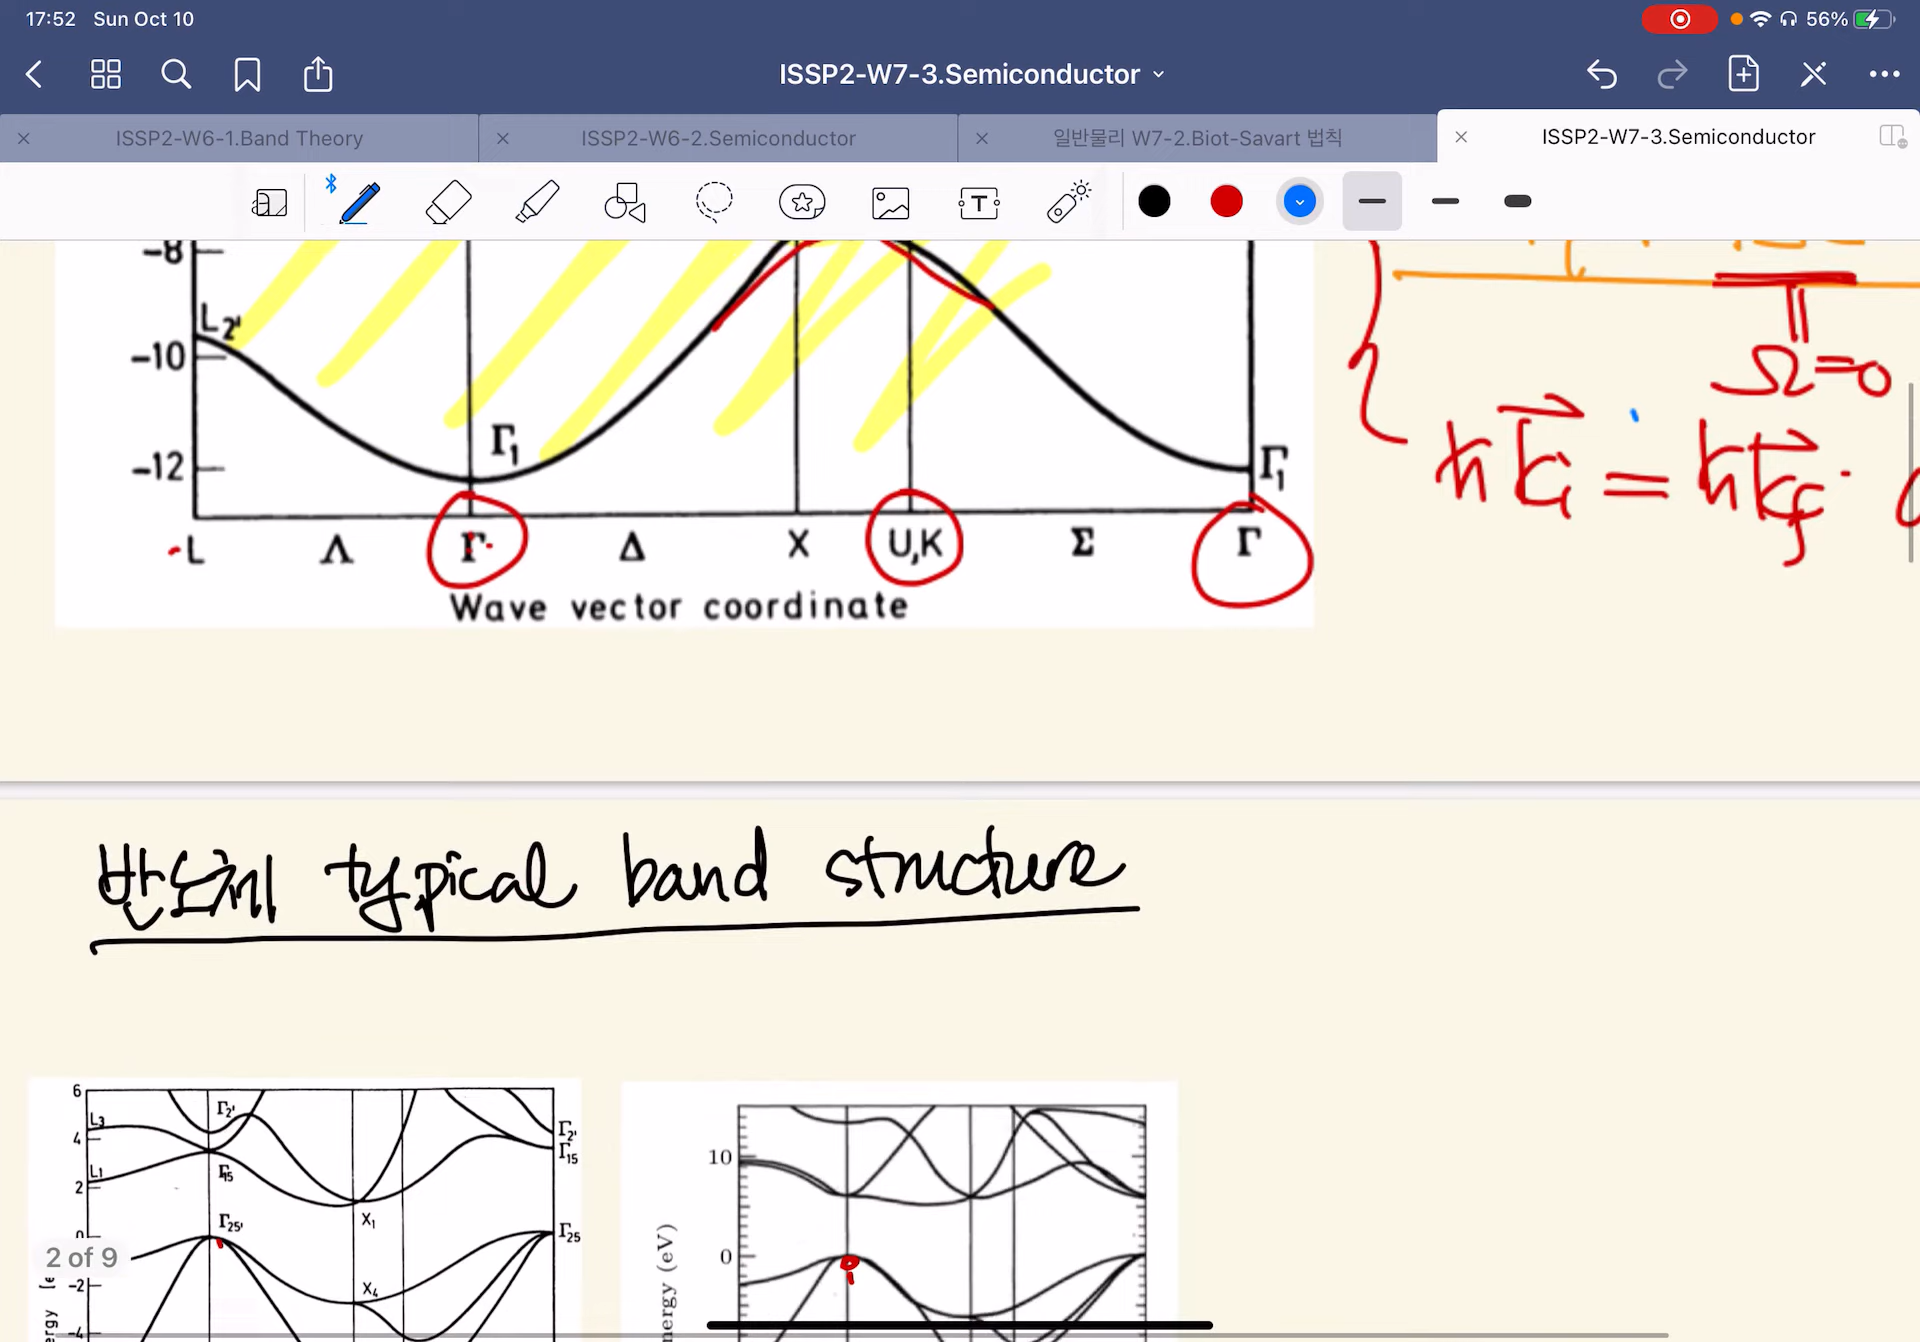 17:52 Sun Oct 10
56%
ISSP2-W7-3.Semiconductor
ISSP2-W6-1.Band Theory
ISSP2-W6-2.Semiconductor
일반물리 W7-2.Biot-Savart 법칙
ISSP2-W7-3.Semiconductor
-8
L2'
-10
Γ1
-12
Γ1
L Λ Γ Δ X U,K Σ Γ
Wave vector coordinate
Ω=0
ħk⃗i = ħk⃗f
반도체 typical band structure
6
Γ2'
L3
4
Γ2'
Γ15
L1
Γ15
2
X1
Γ25'
Γ25
0
X4
-2
-4
10
0
nergy (eV)
2 of 9